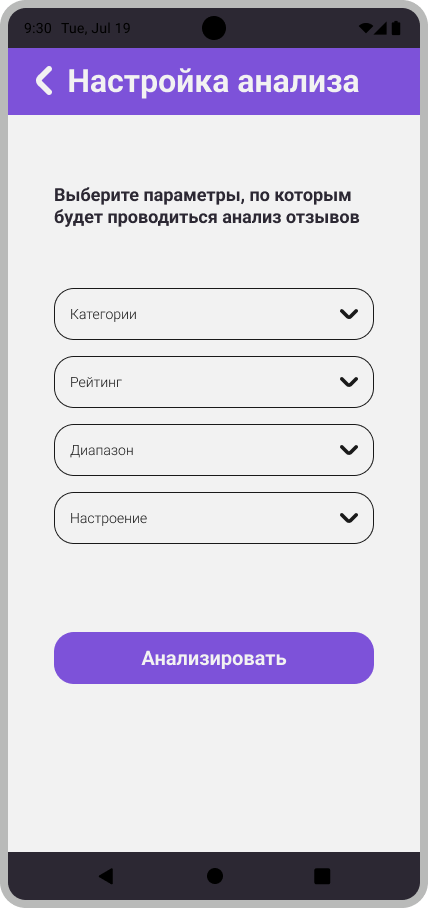 9:30 Tue, Jul 19
Настройка анализа
Выберите параметры, по которым
будет проводиться анализ отзывов
Категории
Рейтинг
Диапазон
Настроение
Анализировать